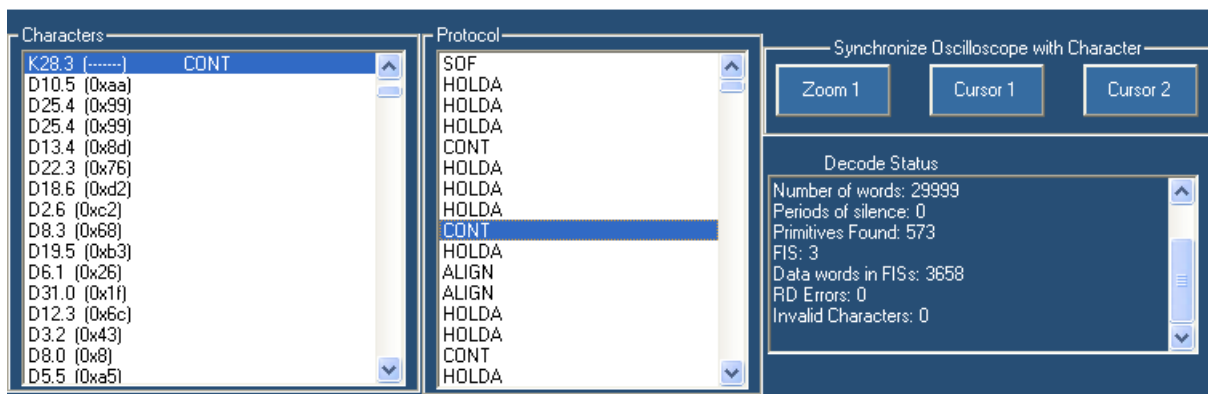 Characters
K28.3 (------) CONT
D10.5 (0xaa)
D25.4 (0x99)
D25.4 (0x99)
D13.4 (0x8d)
D22.3 (0x76)
D18.6 (0xd2)
D2.6 (0xc2)
D8.3 (0x68)
D19.5 (0xb3)
D6.1 (0x26)
D31.0 (0x1f)
D12.3 (0x6c)
D3.2 (0x43)
D8.0 (0x8)
D5.5 (0xa5)
Protocol
SOF
HOLDA
HOLDA
HOLDA
CONT
HOLDA
HOLDA
HOLDA
CONT
HOLDA
ALIGN
ALIGN
HOLDA
HOLDA
CONT
HOLDA
Synchronize Oscilloscope with Character
Zoom 1 Cursor 1 Cursor 2
Decode Status
Number of words: 29999
Periods of silence: 0
Primitives Found: 573
FIS: 3
Data words in FISs: 3658
RD Errors: 0
Invalid Characters: 0